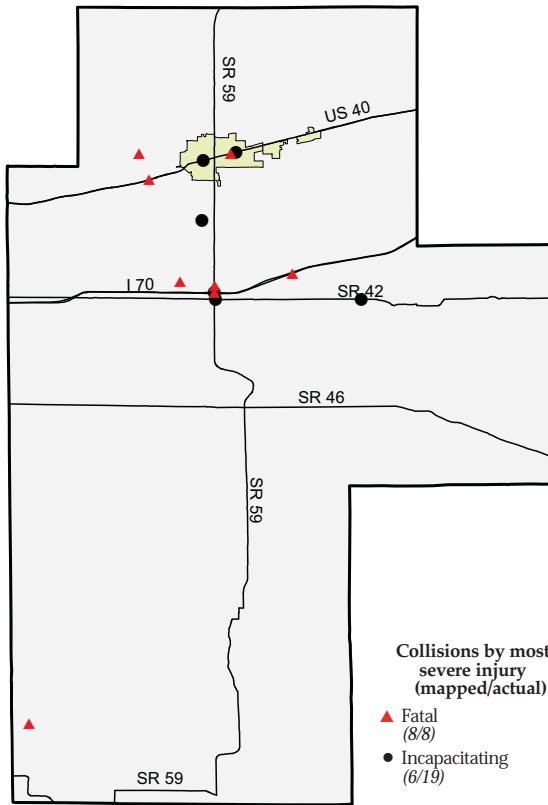 SR 59
US 40
I 70
SR 42
SR 46
SR 59
Collisions by most
severe injury
(mapped/actual)
Fatal
(8/8)
Incapacitating
(6/19)
SR 59